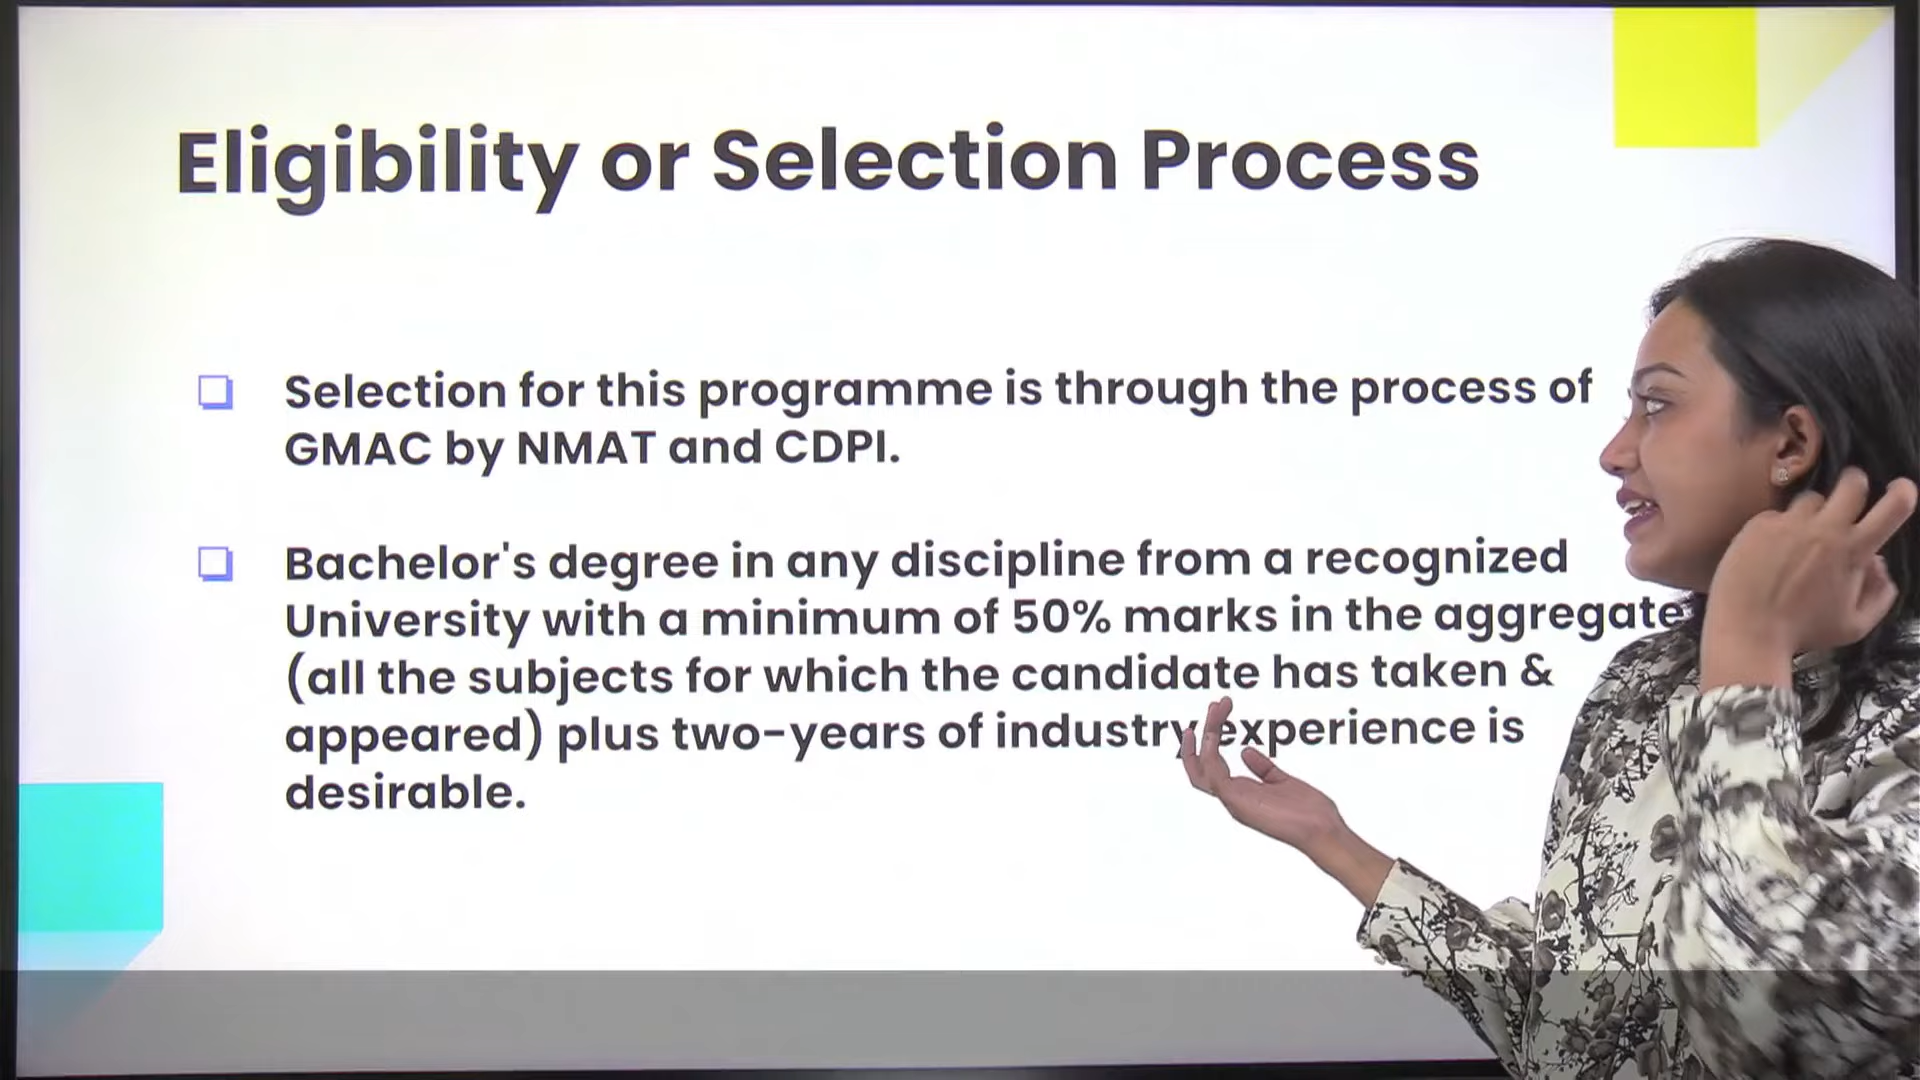 Eligibility or Selection Process
Selection for this programme is through the process of
GMAC by NMAT and CDPI.
Bachelor's degree in any discipline from a recognized
University with a minimum of 50% marks in the aggregate
(all the subjects for which the candidate has taken &
appeared) plus two-years of industry experience is
desirable.